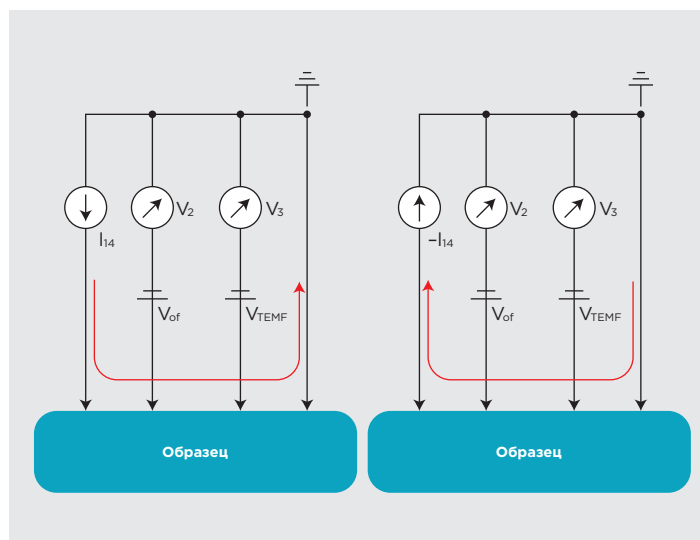 V₂
V₃
I₁₄
Vof
VTEMF
Образец
V₂
V₃
–I₁₄
Vof
VTEMF
Образец